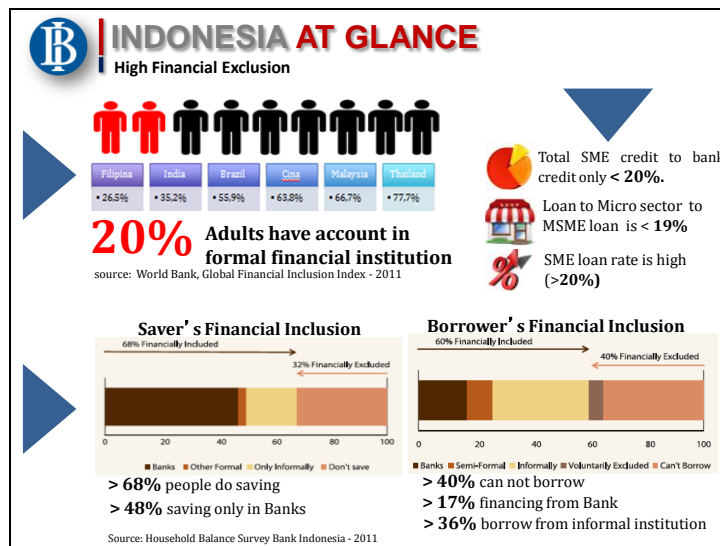 INDONESIA AT GLANCE
High Financial Exclusion
Filipina India Brazil Cina Malaysia Thailand
• 26,5% • 35,2% • 55,9% • 63,8% • 66,7% • 77,7%
20% Adults have account in
formal financial institution
source: World Bank, Global Financial Inclusion Index - 2011
Total SME credit to bank
credit only < 20%.
Loan to Micro sector to
MSME loan is < 19%
SME loan rate is high
(>20%)
Saver's Financial Inclusion
68% Financially Included
32% Financially Excluded
0 20 40 60 80 100
Banks Other Formal Only Informally Don't save
> 68% people do saving
> 48% saving only in Banks
Source: Household Balance Survey Bank Indonesia - 2011
Borrower's Financial Inclusion
60% Financially Included
40% Financially Excluded
0 20 40 60 80 100
Banks Semi-Formal Informally Voluntarily Excluded Can't Borrow
> 40% can not borrow
> 17% financing from Bank
> 36% borrow from informal institution